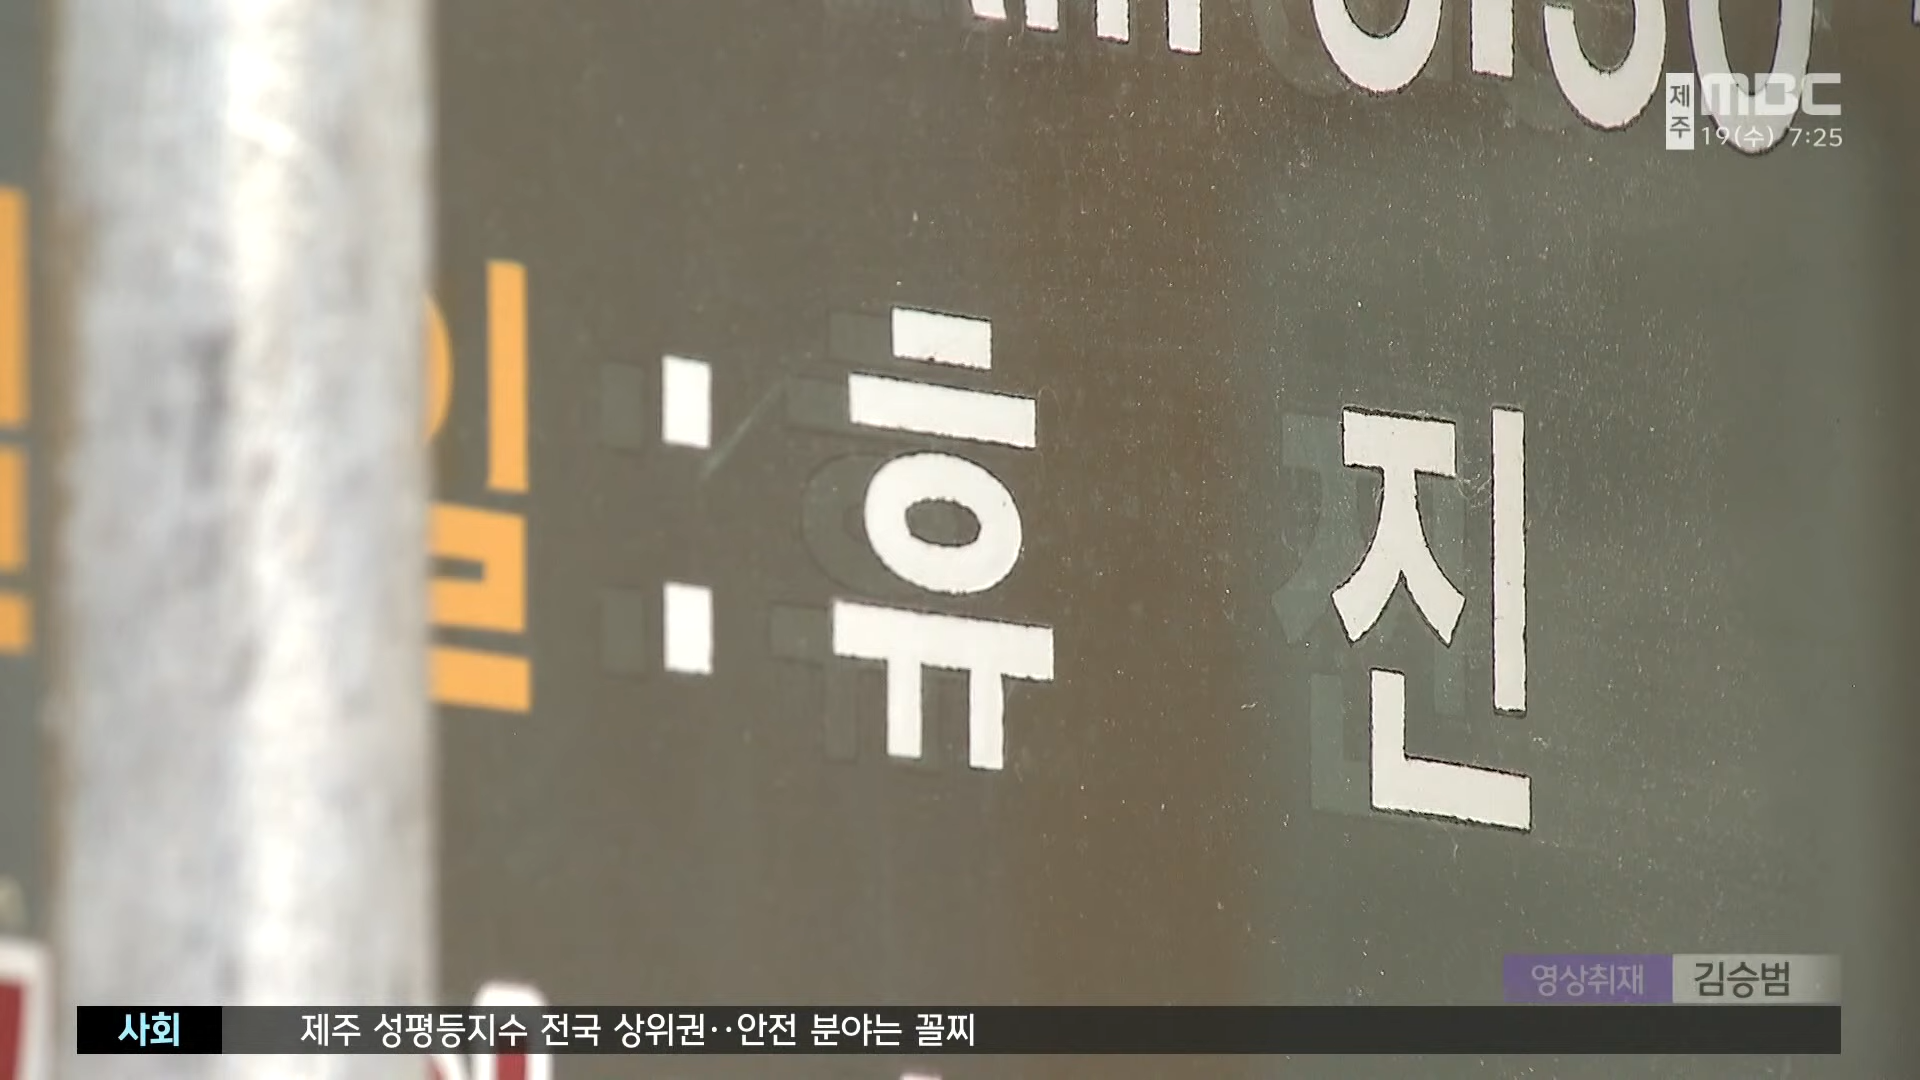 제주 MBC
19(수) 7:25
일 : 휴 진
영상취재 김승범
사회 제주 성평등지수 전국 상위권··안전 분야는 꼴찌